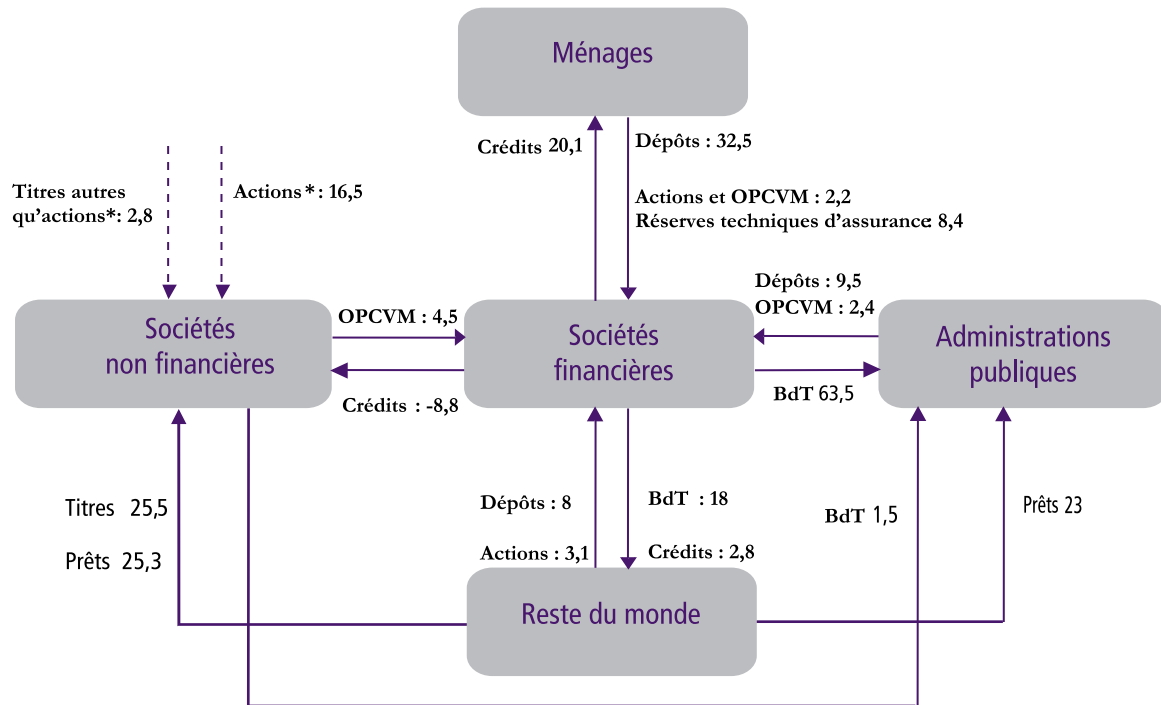 Ménages
Crédits 20,1
Dépôts : 32,5
Titres autres
qu'actions*: 2,8
Actions* : 16,5
Actions et OPCVM : 2,2
Réserves techniques d'assurance: 8,4
Dépôts : 9,5
OPCVM : 2,4
Sociétés
non financières
OPCVM : 4,5
Crédits : -8,8
Sociétés
financières
BdT 63,5
Administrations
publiques
Titres 25,5
Prêts 25,3
Dépôts : 8
Actions : 3,1
BdT : 18
Crédits : 2,8
BdT 1,5
Prêts 23
Reste du monde